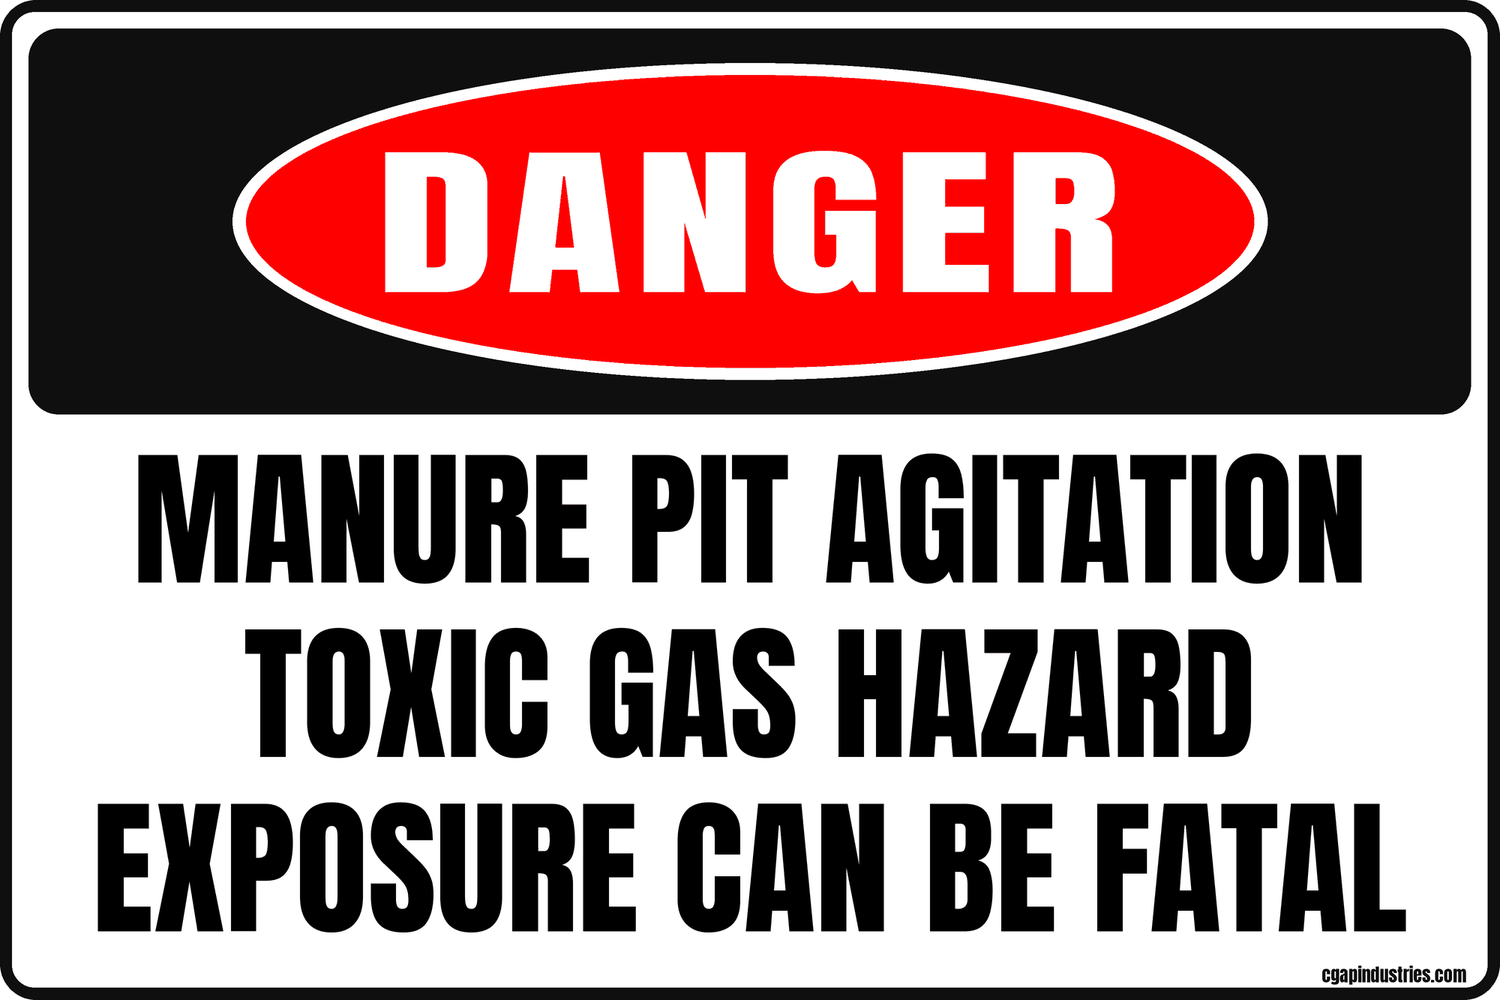 DANGER
MANURE PIT AGITATION
TOXIC GAS HAZARD
EXPOSURE CAN BE FATAL
cgapindustries.com